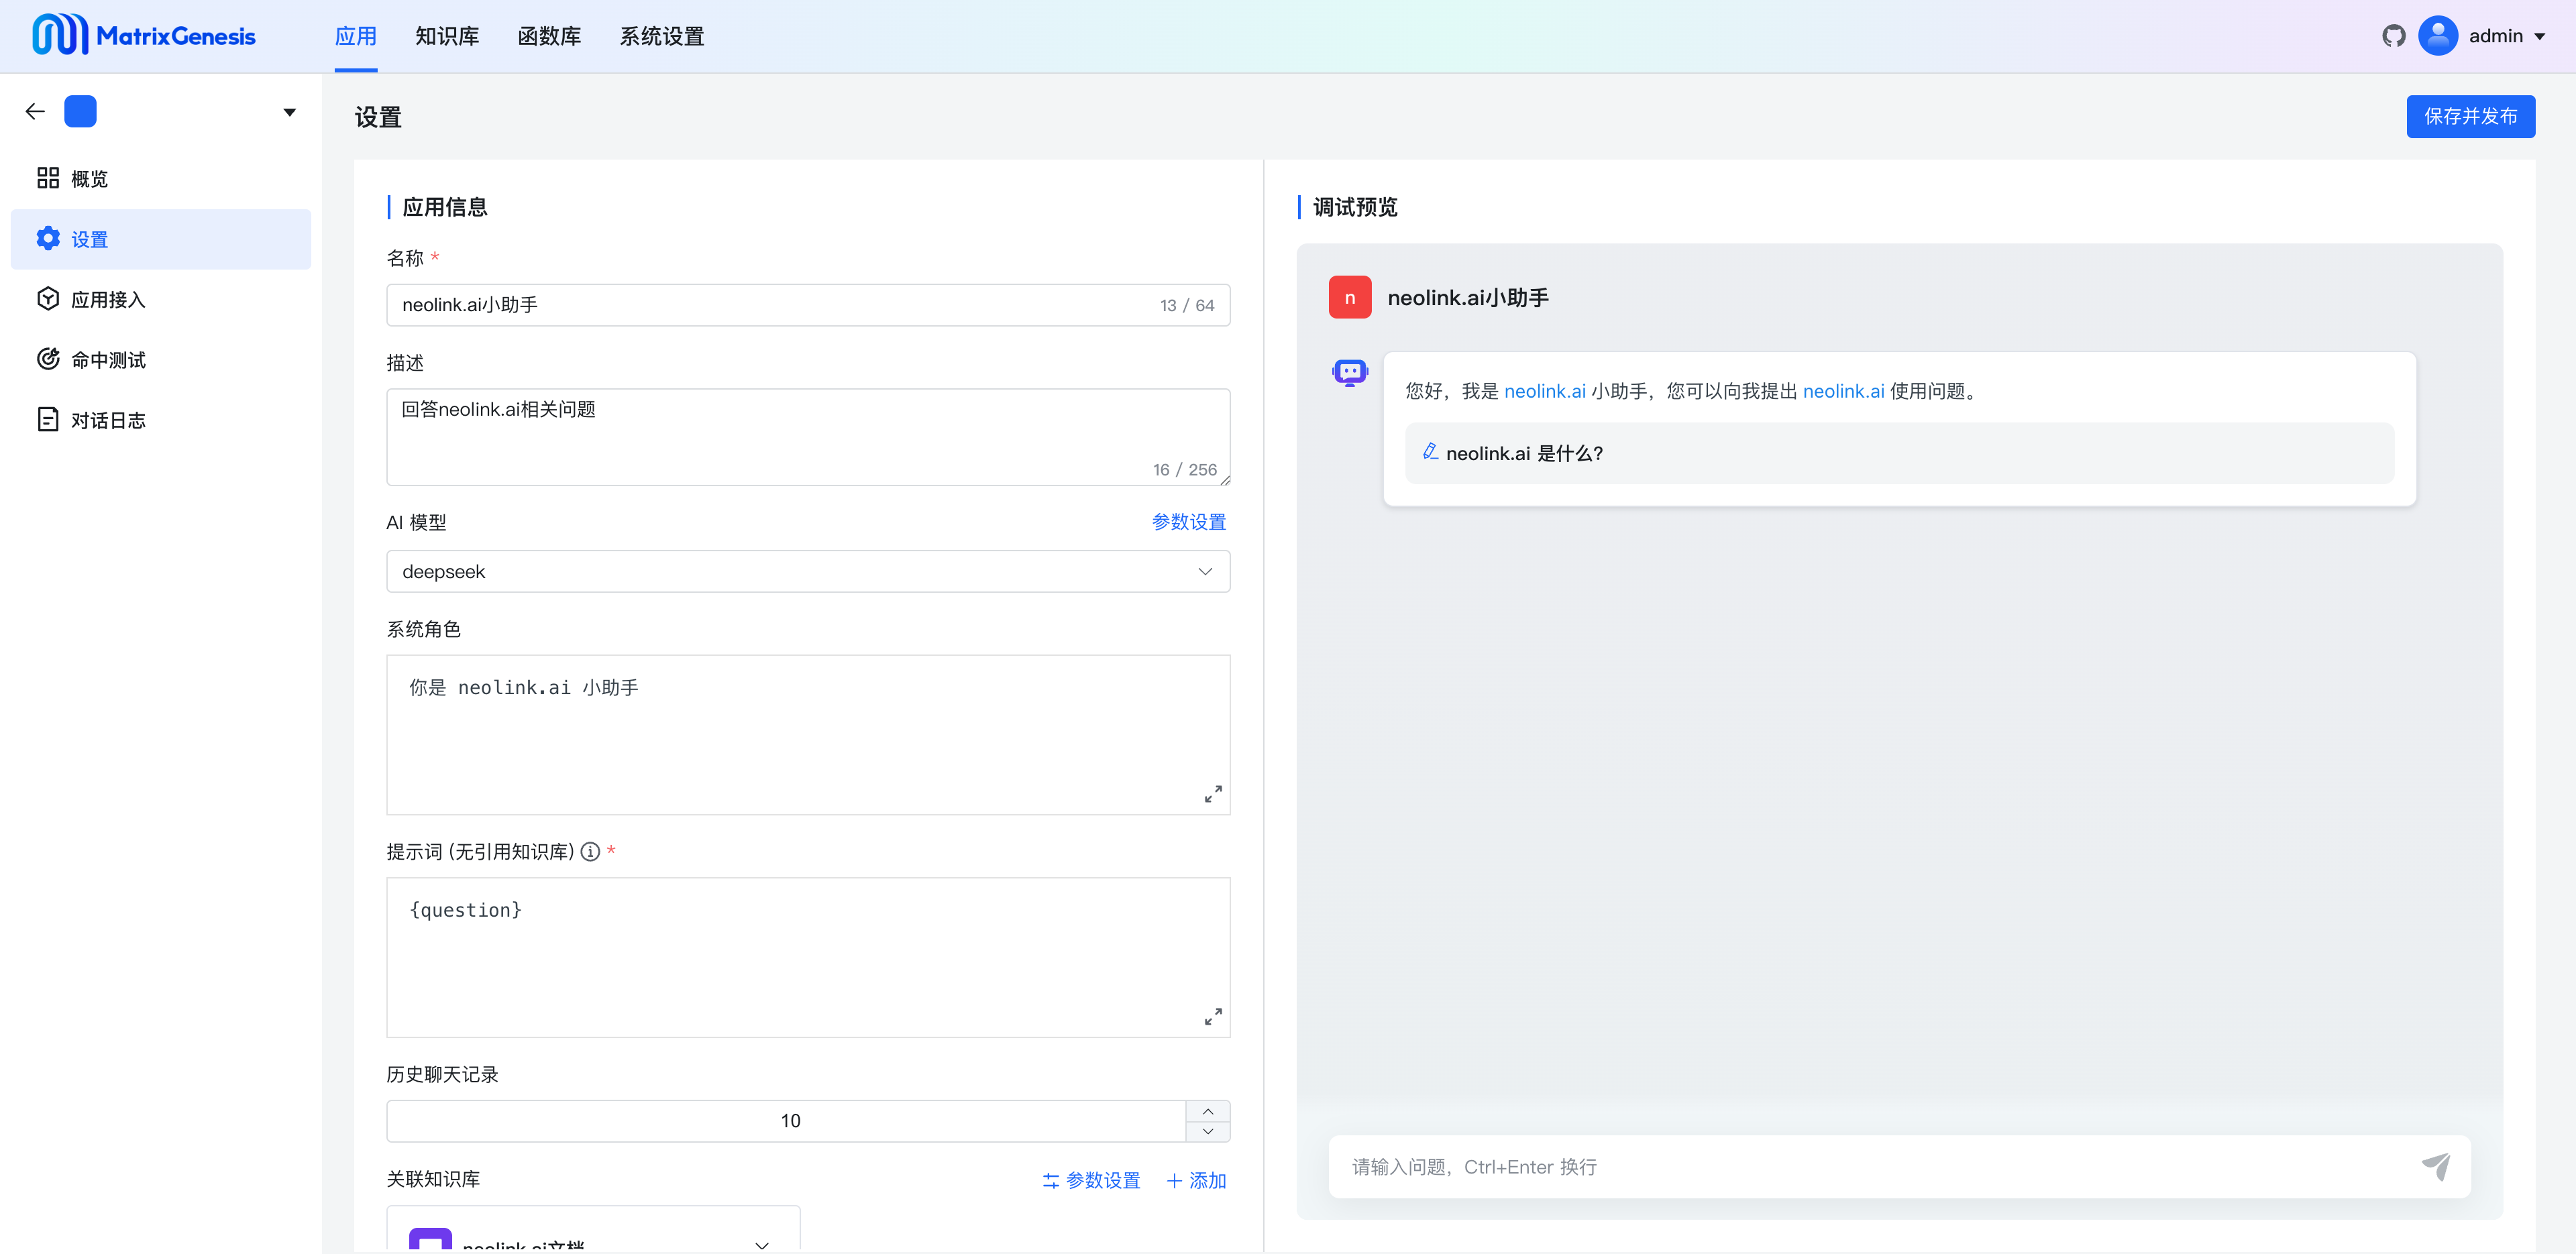 MatrixGenesis 应用 知识库 函数库 系统设置 admin
概览
设置
应用接入
命中测试
对话日志
设置
保存并发布
应用信息
名称 *
neolink.ai小助手 13 / 64
描述
回答neolink.ai相关问题
16 / 256
AI 模型 参数设置
deepseek
系统角色
你是 neolink.ai 小助手
提示词 (无引用知识库) *
{question}
历史聊天记录
10
关联知识库 参数设置 添加
neolink.ai文档
调试预览
n neolink.ai小助手
您好，我是 neolink.ai 小助手，您可以向我提出 neolink.ai 使用问题。
neolink.ai 是什么?
请输入问题，Ctrl+Enter 换行